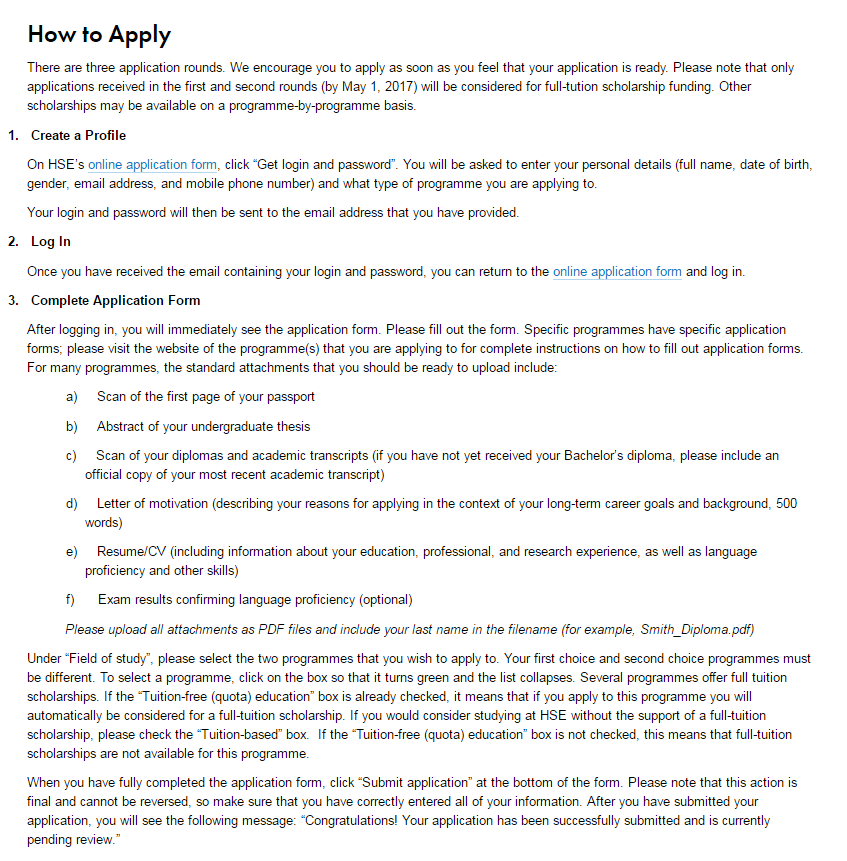 How to Apply
There are three application rounds. We encourage you to apply as soon as you feel that your application is ready. Please note that only
applications received in the first and second rounds (by May 1, 2017) will be considered for full-tution scholarship funding. Other
scholarships may be available on a programme-by-programme basis.
1. Create a Profile
On HSE's online application form, click “Get login and password”. You will be asked to enter your personal details (full name, date of birth,
gender, email address, and mobile phone number) and what type of programme you are applying to.
Your login and password will then be sent to the email address that you have provided.
2. Log In
Once you have received the email containing your login and password, you can return to the online application form and log in.
3. Complete Application Form
After logging in, you will immediately see the application form. Please fill out the form. Specific programmes have specific application
forms; please visit the website of the programme(s) that you are applying to for complete instructions on how to fill out application forms.
For many programmes, the standard attachments that you should be ready to upload include:
a) Scan of the first page of your passport
b) Abstract of your undergraduate thesis
c) Scan of your diplomas and academic transcripts (if you have not yet received your Bachelor's diploma, please include an
official copy of your most recent academic transcript)
d) Letter of motivation (describing your reasons for applying in the context of your long-term career goals and background, 500
words)
e) Resume/CV (including information about your education, professional, and research experience, as well as language
proficiency and other skills)
f) Exam results confirming language proficiency (optional)
Please upload all attachments as PDF files and include your last name in the filename (for example, Smith_Diploma.pdf)
Under “Field of study”, please select the two programmes that you wish to apply to. Your first choice and second choice programmes must
be different. To select a programme, click on the box so that it turns green and the list collapses. Several programmes offer full tuition
scholarships. If the “Tuition-free (quota) education” box is already checked, it means that if you apply to this programme you will
automatically be considered for a full-tuition scholarship. If you would consider studying at HSE without the support of a full-tuition
scholarship, please check the “Tuition-based” box. If the “Tuition-free (quota) education” box is not checked, this means that full-tuition
scholarships are not available for this programme.
When you have fully completed the application form, click “Submit application” at the bottom of the form. Please note that this action is
final and cannot be reversed, so make sure that you have correctly entered all of your information. After you have submitted your
application, you will see the following message: “Congratulations! Your application has been successfully submitted and is currently
pending review.”